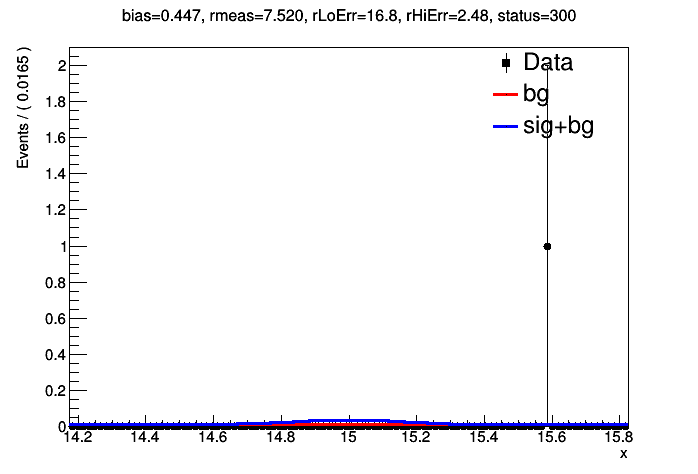 bias=0.447, rmeas=7.520, rLoErr=16.8, rHiErr=2.48, status=300
Events / ( 0.0165 )
2
1.8
1.6
1.4
1.2
1
0.8
0.6
0.4
0.2
0
Data
bg
sig+bg
14.2 14.4 14.6 14.8 15 15.2 15.4 15.6 15.8
x